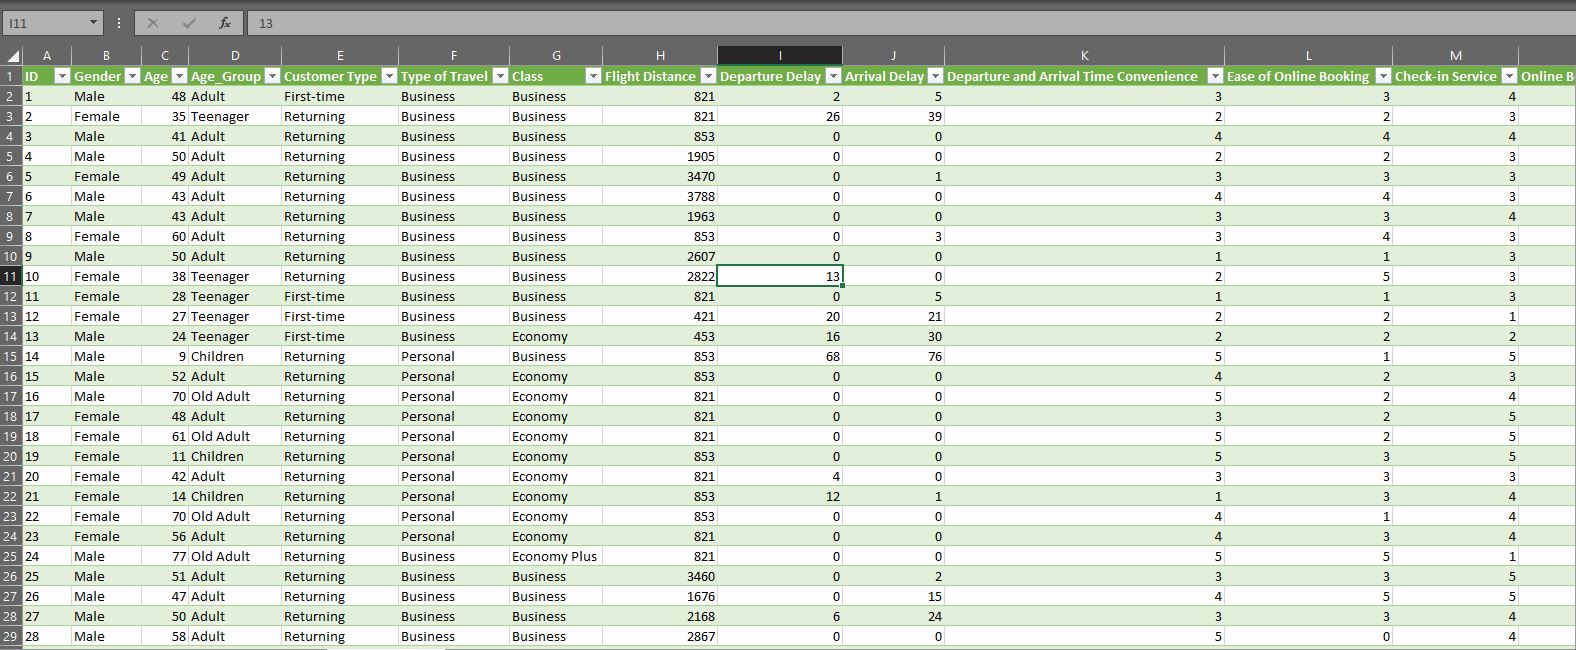 I11 fx 13
A B C D E F G H I J K L M
1 ID Gender Age Age_Group Customer Type Type of Travel Class Flight Distance Departure Delay Arrival Delay Departure and Arrival Time Convenience Ease of Online Booking Check-in Service Online B
2 1 Male 48 Adult First-time Business Business 821 2 5 3 3 4
3 2 Female 35 Teenager Returning Business Business 821 26 39 2 2 3
4 3 Male 41 Adult Returning Business Business 853 0 0 4 4 4
5 4 Male 50 Adult Returning Business Business 1905 0 0 2 2 3
6 5 Female 49 Adult Returning Business Business 3470 0 1 3 3 3
7 6 Male 43 Adult Returning Business Business 3788 0 0 4 4 3
8 7 Male 43 Adult Returning Business Business 1963 0 0 3 3 4
9 8 Female 60 Adult Returning Business Business 853 0 3 3 4 3
10 9 Male 50 Adult Returning Business Business 2607 0 0 1 1 3
11 10 Female 38 Teenager Returning Business Business 2822 13 0 2 5 3
12 11 Female 28 Teenager First-time Business Business 821 0 5 1 1 3
13 12 Female 27 Teenager First-time Business Business 421 20 21 2 2 1
14 13 Male 24 Teenager First-time Business Economy 453 16 30 2 2 2
15 14 Male 9 Children Returning Personal Business 853 68 76 5 1 5
16 15 Male 52 Adult Returning Personal Economy 853 0 0 4 2 3
17 16 Male 70 Old Adult Returning Personal Economy 821 0 0 5 2 4
18 17 Female 48 Adult Returning Personal Economy 821 0 0 3 2 5
19 18 Female 61 Old Adult Returning Personal Economy 821 0 0 5 2 5
20 19 Female 11 Children Returning Personal Economy 853 0 0 5 3 5
21 20 Female 42 Adult Returning Personal Economy 821 4 0 3 3 3
22 21 Female 14 Children Returning Personal Economy 853 12 1 1 3 4
23 22 Female 70 Old Adult Returning Personal Economy 853 0 0 4 1 4
24 23 Female 56 Adult Returning Personal Economy 821 0 0 4 3 4
25 24 Male 77 Old Adult Returning Business Economy Plus 821 0 0 5 5 1
26 25 Male 51 Adult Returning Business Business 3460 0 2 3 3 5
27 26 Male 47 Adult Returning Business Business 1676 0 15 4 5 5
28 27 Male 50 Adult Returning Business Business 2168 6 24 3 3 4
29 28 Male 58 Adult Returning Business Business 2867 0 0 5 0 4